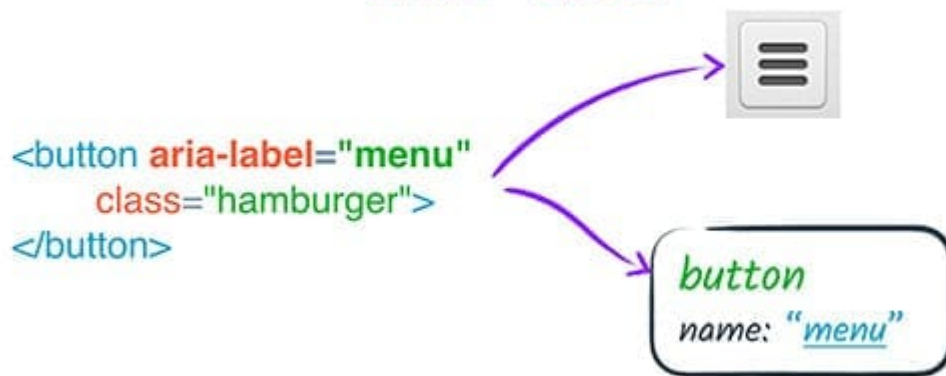 <button aria-label="menu"
class="hamburger">
</button>
button
name: “menu”